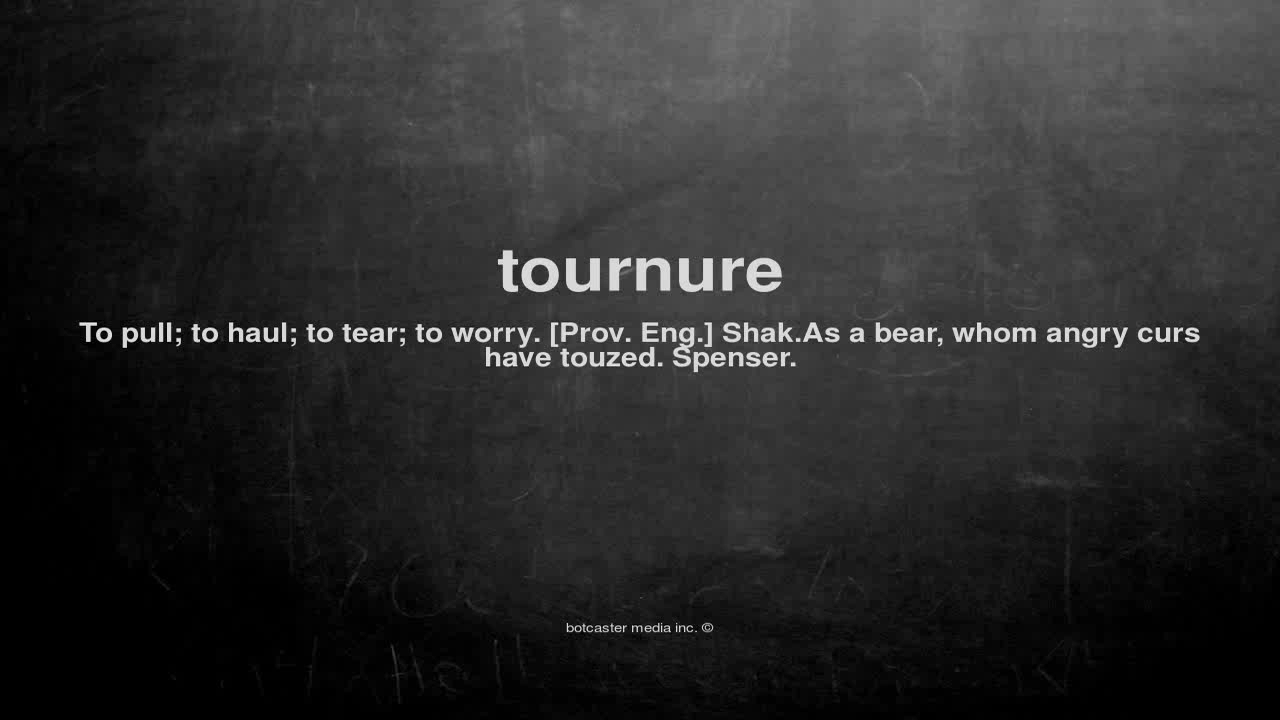 tournure
To pull; to haul; to tear; to worry. [Prov. Eng.] Shak.As a bear, whom angry curs
have touzed. Spenser.
botcaster media inc. ©